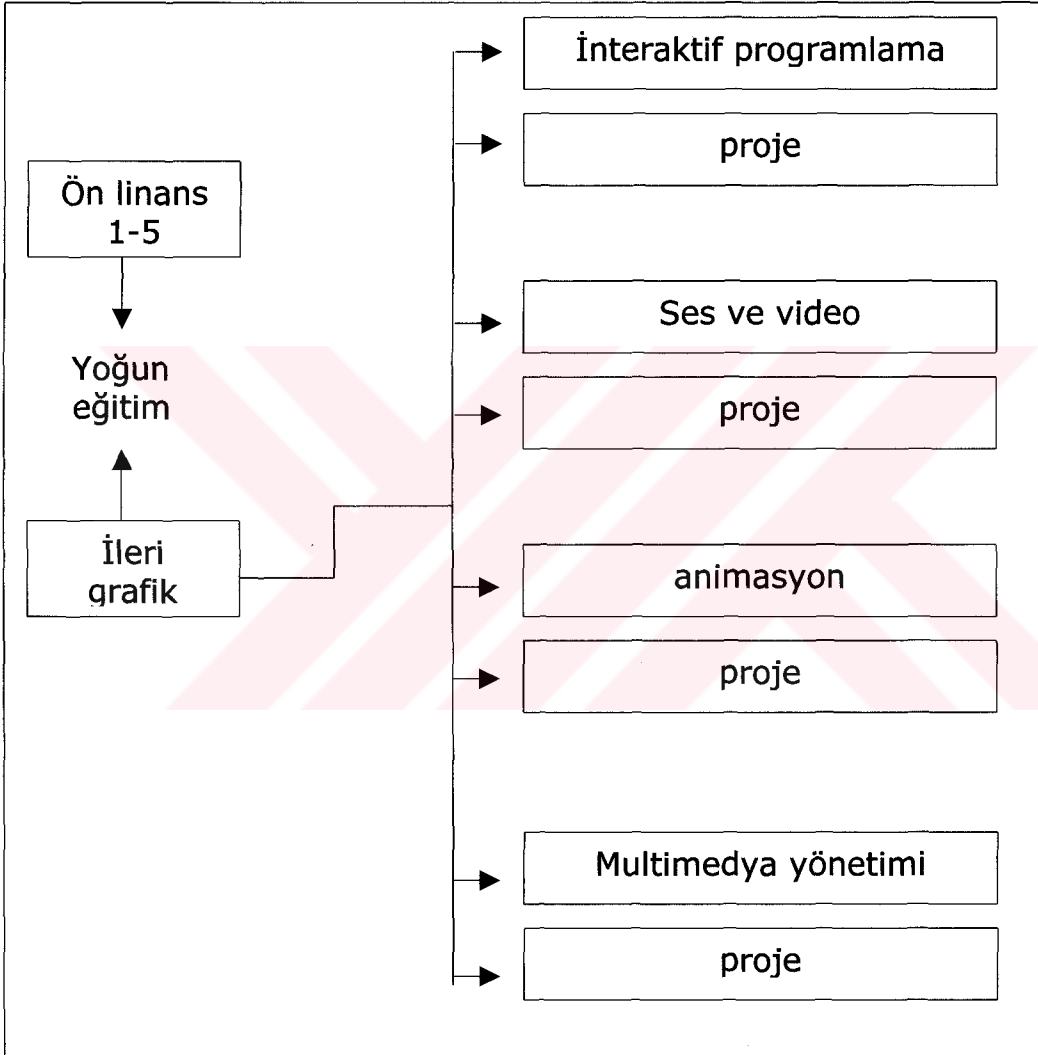 Ön linans
1-5
Yoğun
eğitim
İleri
grafik
İnteraktif programlama
proje
Ses ve video
proje
animasyon
proje
Multimedya yönetimi
proje